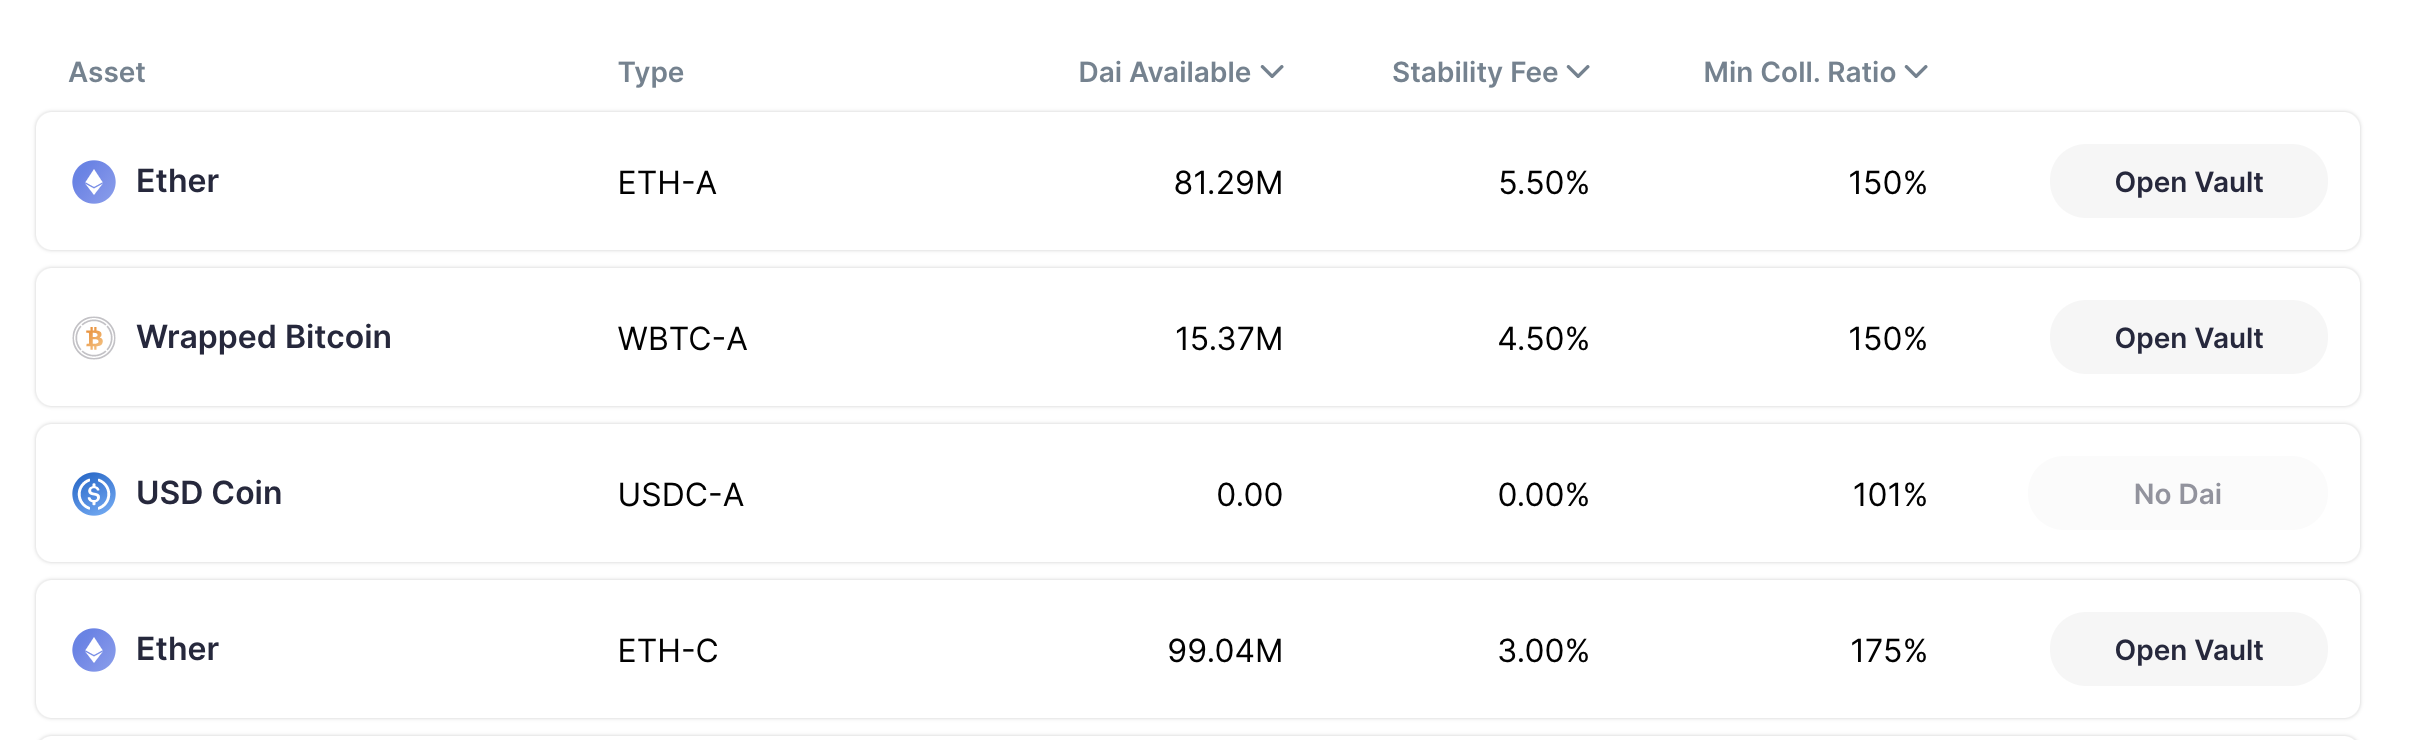 Asset Type Dai Available Stability Fee Min Coll. Ratio
Ether ETH-A 81.29M 5.50% 150% Open Vault
Wrapped Bitcoin WBTC-A 15.37M 4.50% 150% Open Vault
USD Coin USDC-A 0.00 0.00% 101% No Dai
Ether ETH-C 99.04M 3.00% 175% Open Vault